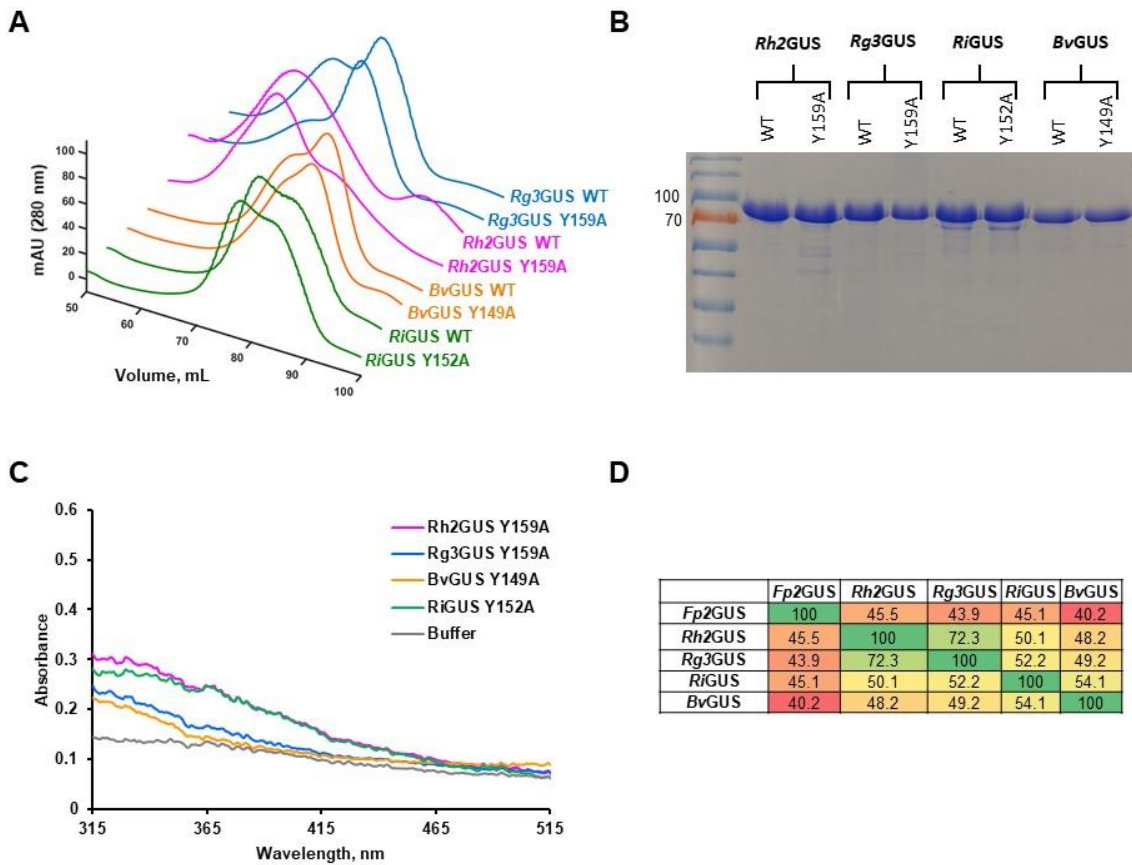 A
mAU (280 nm)
100
80
60
40
20
0
50
60
70
80
90
100
Volume, mL
Rg3GUS WT
Rg3GUS Y159A
Rh2GUS WT
Rh2GUS Y159A
BvGUS WT
BvGUS Y149A
RiGUS WT
RiGUS Y152A
B
Rh2GUS Rg3GUS RiGUS BvGUS
WT Y159A WT Y159A WT Y152A WT Y149A
100
70
C
Absorbance
0.6
0.5
0.4
0.3
0.2
0.1
0
315 365 415 465 515
Wavelength, nm
Rh2GUS Y159A
Rg3GUS Y159A
BvGUS Y149A
RiGUS Y152A
Buffer
D
Fp2GUS Rh2GUS Rg3GUS RiGUS BvGUS
Fp2GUS 100 45.5 43.9 45.1 40.2
Rh2GUS 45.5 100 72.3 50.1 48.2
Rg3GUS 43.9 72.3 100 52.2 49.2
RiGUS 45.1 50.1 52.2 100 54.1
BvGUS 40.2 48.2 49.2 54.1 100